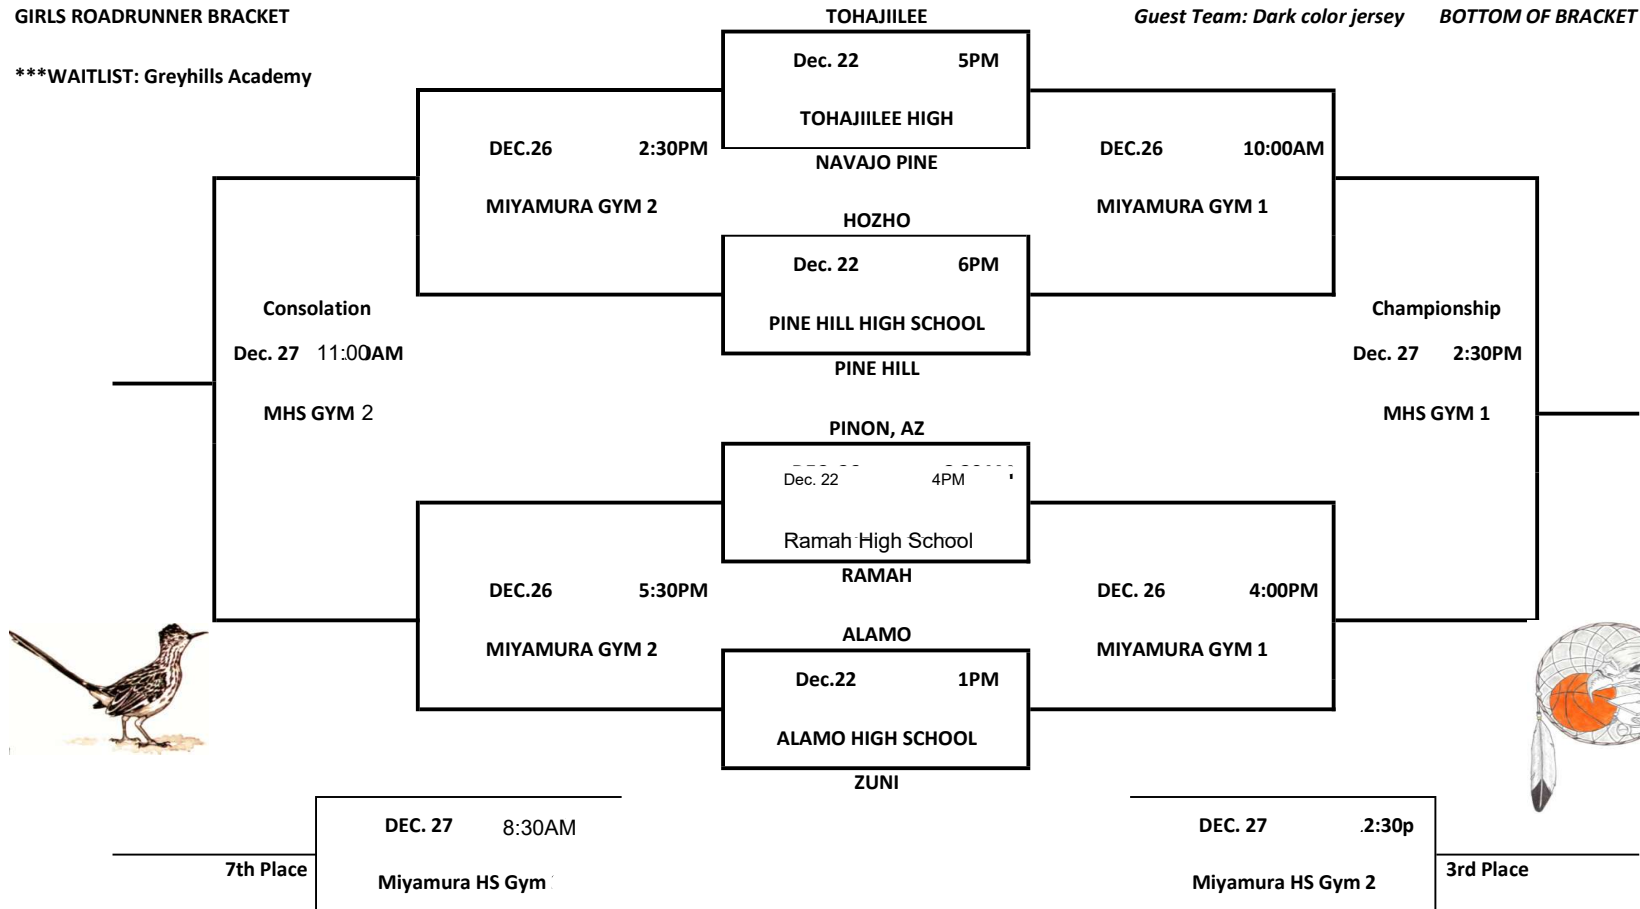 GIRLS ROADRUNNER BRACKET
TOHAJIILEE
Guest Team: Dark color jersey BOTTOM OF BRACKET
***WAITLIST: Greyhills Academy
Dec. 22 5PM
TOHAJIILEE HIGH
NAVAJO PINE
DEC.26 2:30PM
MIYAMURA GYM 2
DEC.26 10:00AM
MIYAMURA GYM 1
HOZHO
Dec. 22 6PM
PINE HILL HIGH SCHOOL
PINE HILL
Consolation
Dec. 27 11:00AM
MHS GYM 2
Championship
Dec. 27 2:30PM
MHS GYM 1
PINON, AZ
Dec. 22 4PM
Ramah High School
RAMAH
DEC.26 5:30PM
MIYAMURA GYM 2
DEC. 26 4:00PM
MIYAMURA GYM 1
ALAMO
Dec.22 1PM
ALAMO HIGH SCHOOL
ZUNI
DEC. 27 8:30AM
7th Place
Miyamura HS Gym
DEC. 27 2:30p
Miyamura HS Gym 2
3rd Place